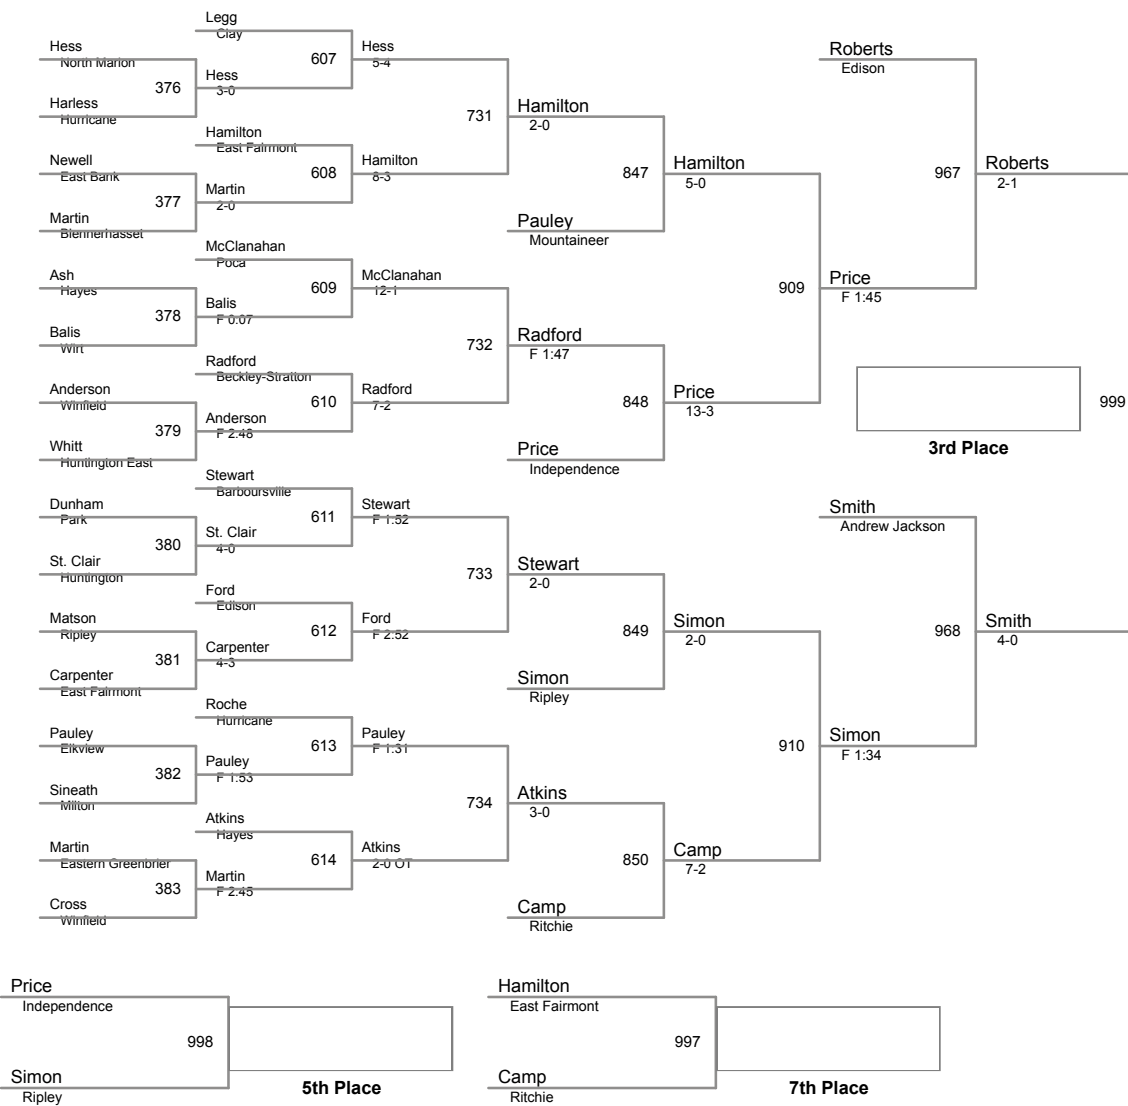 Legg
Clay
Hess
North Marion
607
Hess
5-4
Roberts
Edison
376
Hess
3-0
Harless
Hurricane
731
Hamilton
2-0
Hamilton
East Fairmont
Newell
East Bank
608
Hamilton
8-3
847
Hamilton
5-0
967
Roberts
2-1
377
Martin
2-0
Martin
Blennerhasset
Pauley
Mountaineer
McClanahan
Poca
Ash
Hayes
609
McClanahan
12-1
909
Price
F 1:45
378
Balis
F 0:07
Balis
Wirt
732
Radford
F 1:47
Radford
Beckley-Stratton
Anderson
Winfield
610
Radford
7-2
848
Price
13-3
999
379
Anderson
F 2:48
Whitt
Huntington East
Price
Independence
3rd Place
Stewart
Barboursville
Dunham
Park
611
Stewart
F 1:52
Smith
Andrew Jackson
380
St. Clair
4-0
St. Clair
Huntington
733
Stewart
2-0
Ford
Edison
Matson
Ripley
612
Ford
F 2:52
849
Simon
2-0
968
Smith
4-0
381
Carpenter
4-3
Carpenter
East Fairmont
Simon
Ripley
Roche
Hurricane
Pauley
Elkview
613
Pauley
F 1:31
910
Simon
F 1:34
382
Pauley
F 1:53
Sineath
Milton
734
Atkins
3-0
Atkins
Hayes
Martin
Eastern Greenbrier
614
Atkins
2-0 OT
850
Camp
7-2
383
Martin
F 2:45
Cross
Winfield
Camp
Ritchie
Price
Independence
998
Simon
Ripley
5th Place
Hamilton
East Fairmont
997
Camp
Ritchie
7th Place